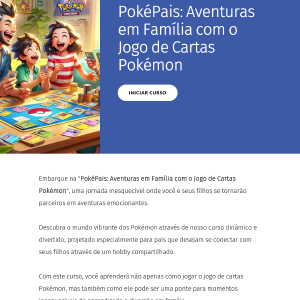 POKÉMON
PokéPais: Aventuras
em Família com o
Jogo de Cartas
Pokémon
INICIAR CURSO
Embarque na "PokéPais: Aventuras em Família com o Jogo de Cartas
Pokémon", uma jornada inesquecível onde você e seus filhos se tornarão
parceiros em aventuras emocionantes.
Descubra o mundo vibrante dos Pokémon através de nosso curso dinâmico e
divertido, projetado especialmente para pais que desejam se conectar com
seus filhos através de um hobby compartilhado.
Com este curso, você aprenderá não apenas como jogar o jogo de cartas
Pokémon, mas também como ele pode ser uma ponte para momentos